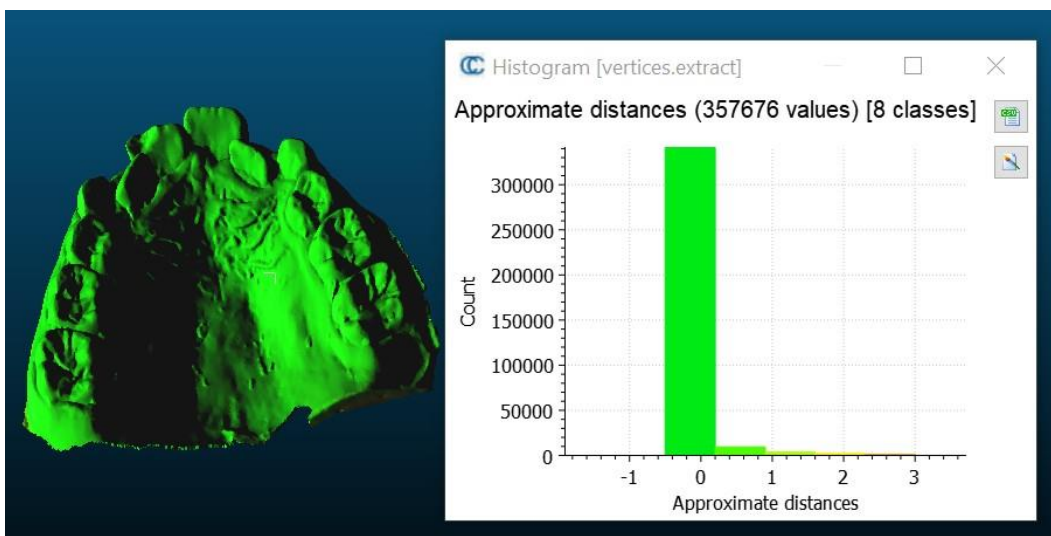 Histogram [vertices.extract]
Approximate distances (357676 values) [8 classes]
CSV
300000
250000
200000
150000
100000
50000
0
Count
-1 0 1 2 3
Approximate distances